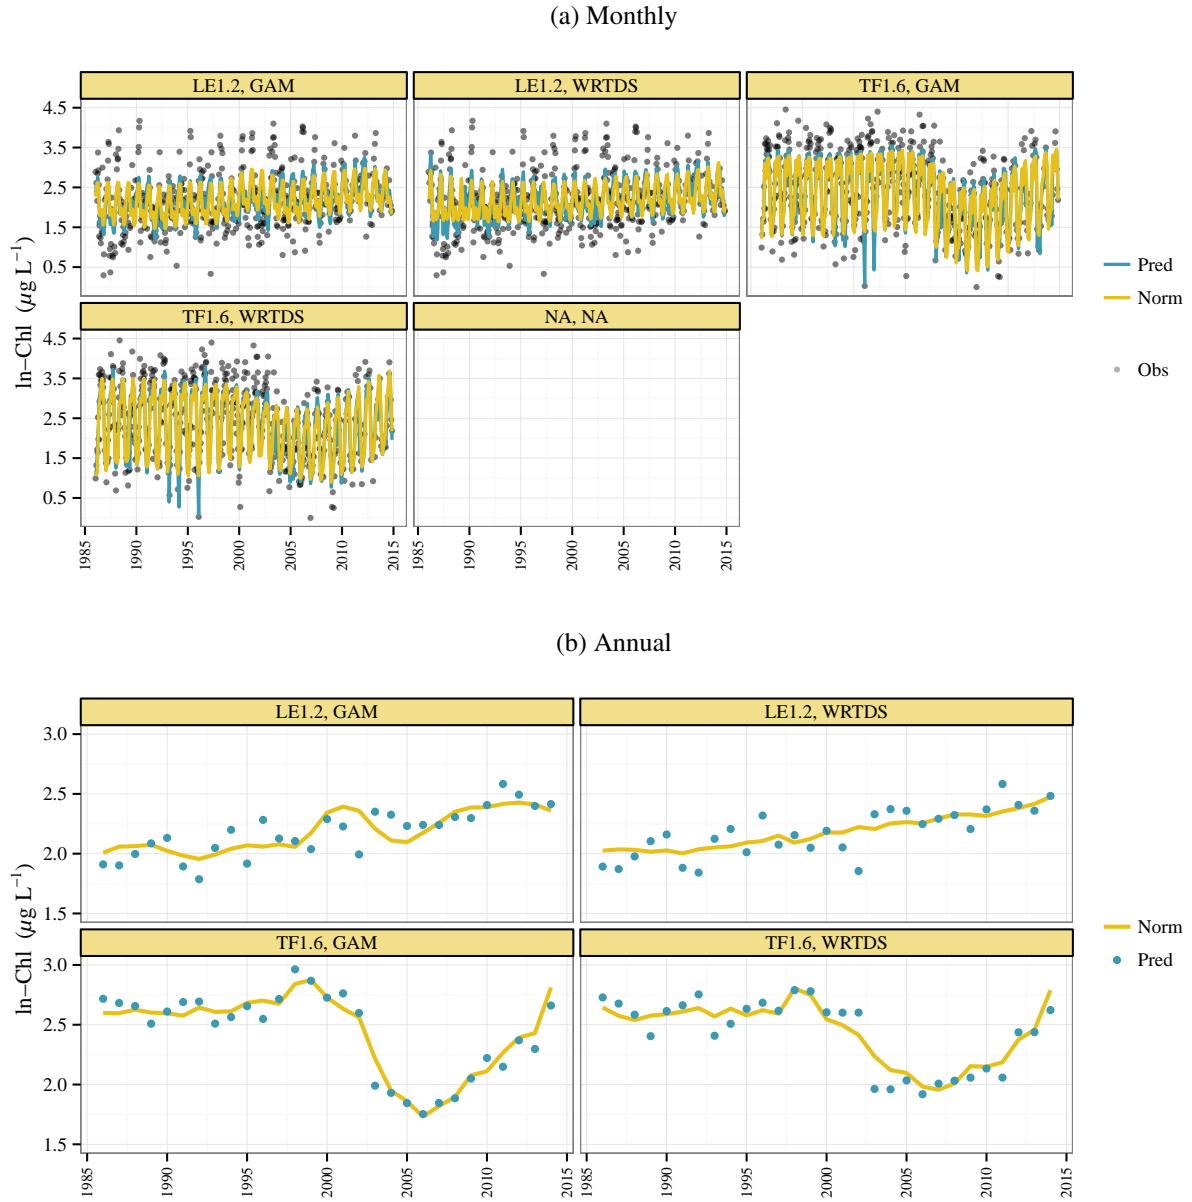 (a) Monthly
LE1.2, GAM
LE1.2, WRTDS
TF1.6, GAM
4.5
3.5
2.5
1.5
0.5
TF1.6, WRTDS
NA, NA
4.5
3.5
2.5
1.5
0.5
ln−Chl (μg L⁻¹)
1985 1990 1995 2000 2005 2010 2015
1985 1990 1995 2000 2005 2010 2015
Pred
Norm
Obs
(b) Annual
LE1.2, GAM
LE1.2, WRTDS
3.0
2.5
2.0
1.5
TF1.6, GAM
TF1.6, WRTDS
3.0
2.5
2.0
1.5
ln−Chl (μg L⁻¹)
1985 1990 1995 2000 2005 2010 2015
1985 1990 1995 2000 2005 2010 2015
Norm
Pred